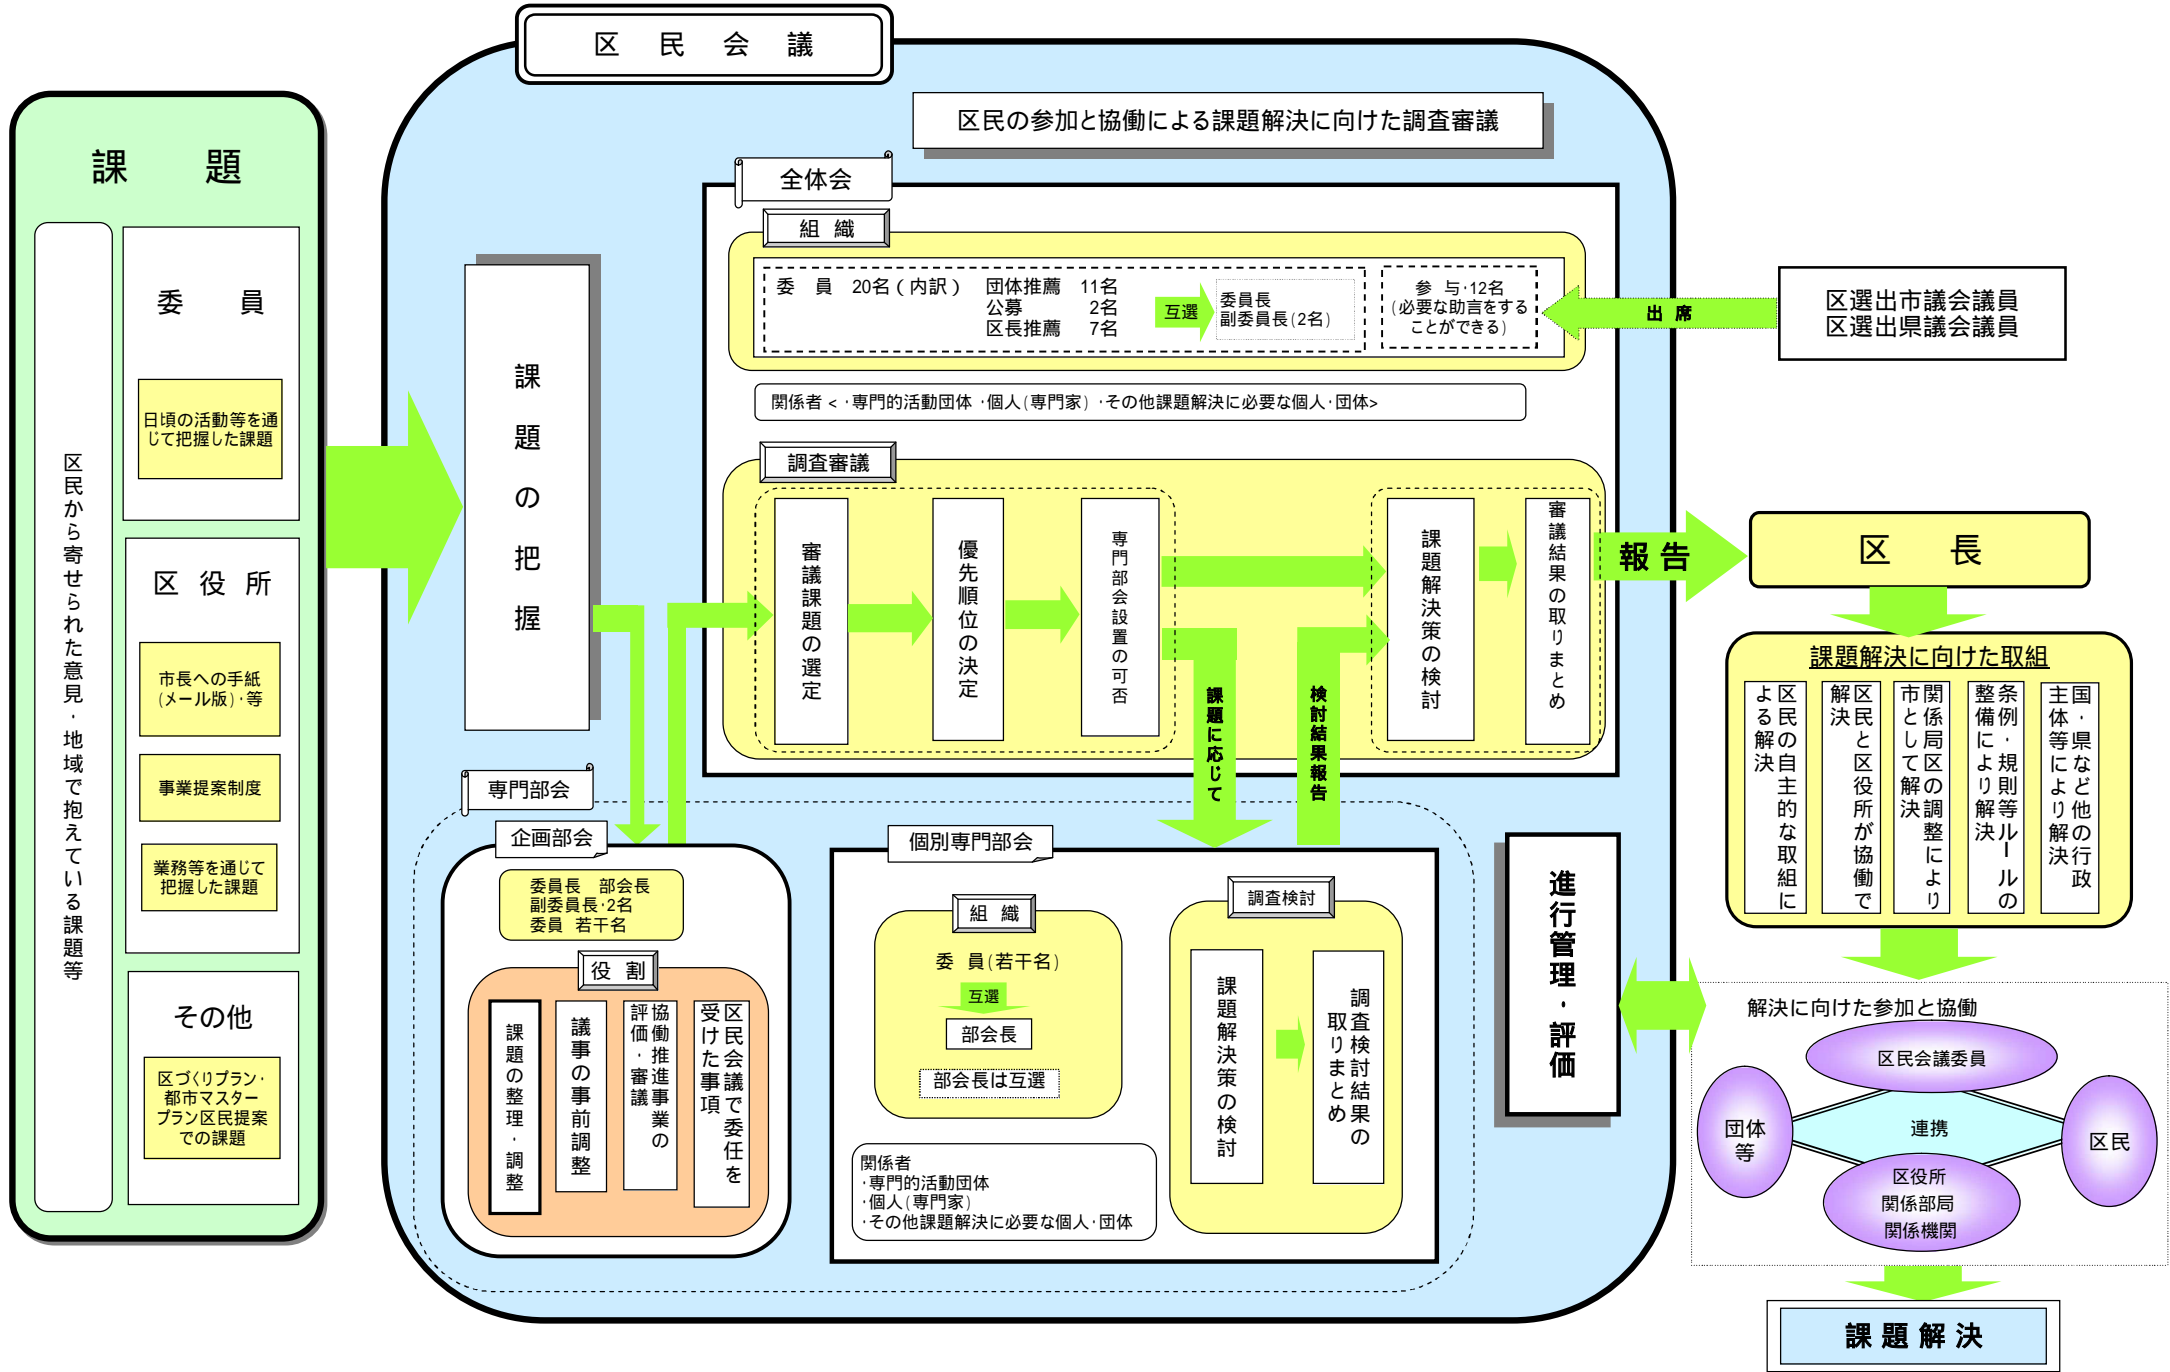 区民会議
区民の参加と協働による課題解決に向けた調査審議
課題
区民から寄せられた意見・地域で抱えている課題等
委員
日頃の活動等を通
じて把握した課題
区役所
市長への手紙
(メール版)・等
事業提案制度
業務等を通じて
把握した課題
その他
区づくりプラン・
都市マスター
プラン区民提案
での課題
課題の把握
全体会
組織
委員 20名（内訳） 団体推薦 11名
公募 2名
区長推薦 7名
互選
委員長
副委員長(2名)
参与・12名
(必要な助言をする
ことができる)
出席
区選出市議会議員
区選出県議会議員
関係者＜・専門的活動団体・個人(専門家)・その他課題解決に必要な個人・団体>
調査審議
審議課題の選定
優先順位の決定
専門部会設置の可否
課題解決策の検討
審議結果の取りまとめ
課題に応じて
検討結果報告
報告
区長
課題解決に向けた取組
区民の自主的な取組に
よる解決
区民と区役所が協働で
解決
関係局区の調整により
市として解決
条例・規則等ルールの
整備により解決
国・県など他の行政
主体等により解決
専門部会
企画部会
委員長 部会長
副委員長・2名
委員 若干名
役割
課題の整理・調整
議事の事前調整
協働推進事業の
評価・審議
区民会議で委任を
受けた事項
個別専門部会
組織
委員(若干名)
互選
部会長
部会長は互選
関係者
・専門的活動団体
・個人(専門家)
・その他課題解決に必要な個人・団体
調査検討
課題解決策の検討
調査検討結果の
取りまとめ
進行管理・評価
解決に向けた参加と協働
区民会議委員
団体
等
連携
区民
区役所
関係部局
関係機関
課題解決